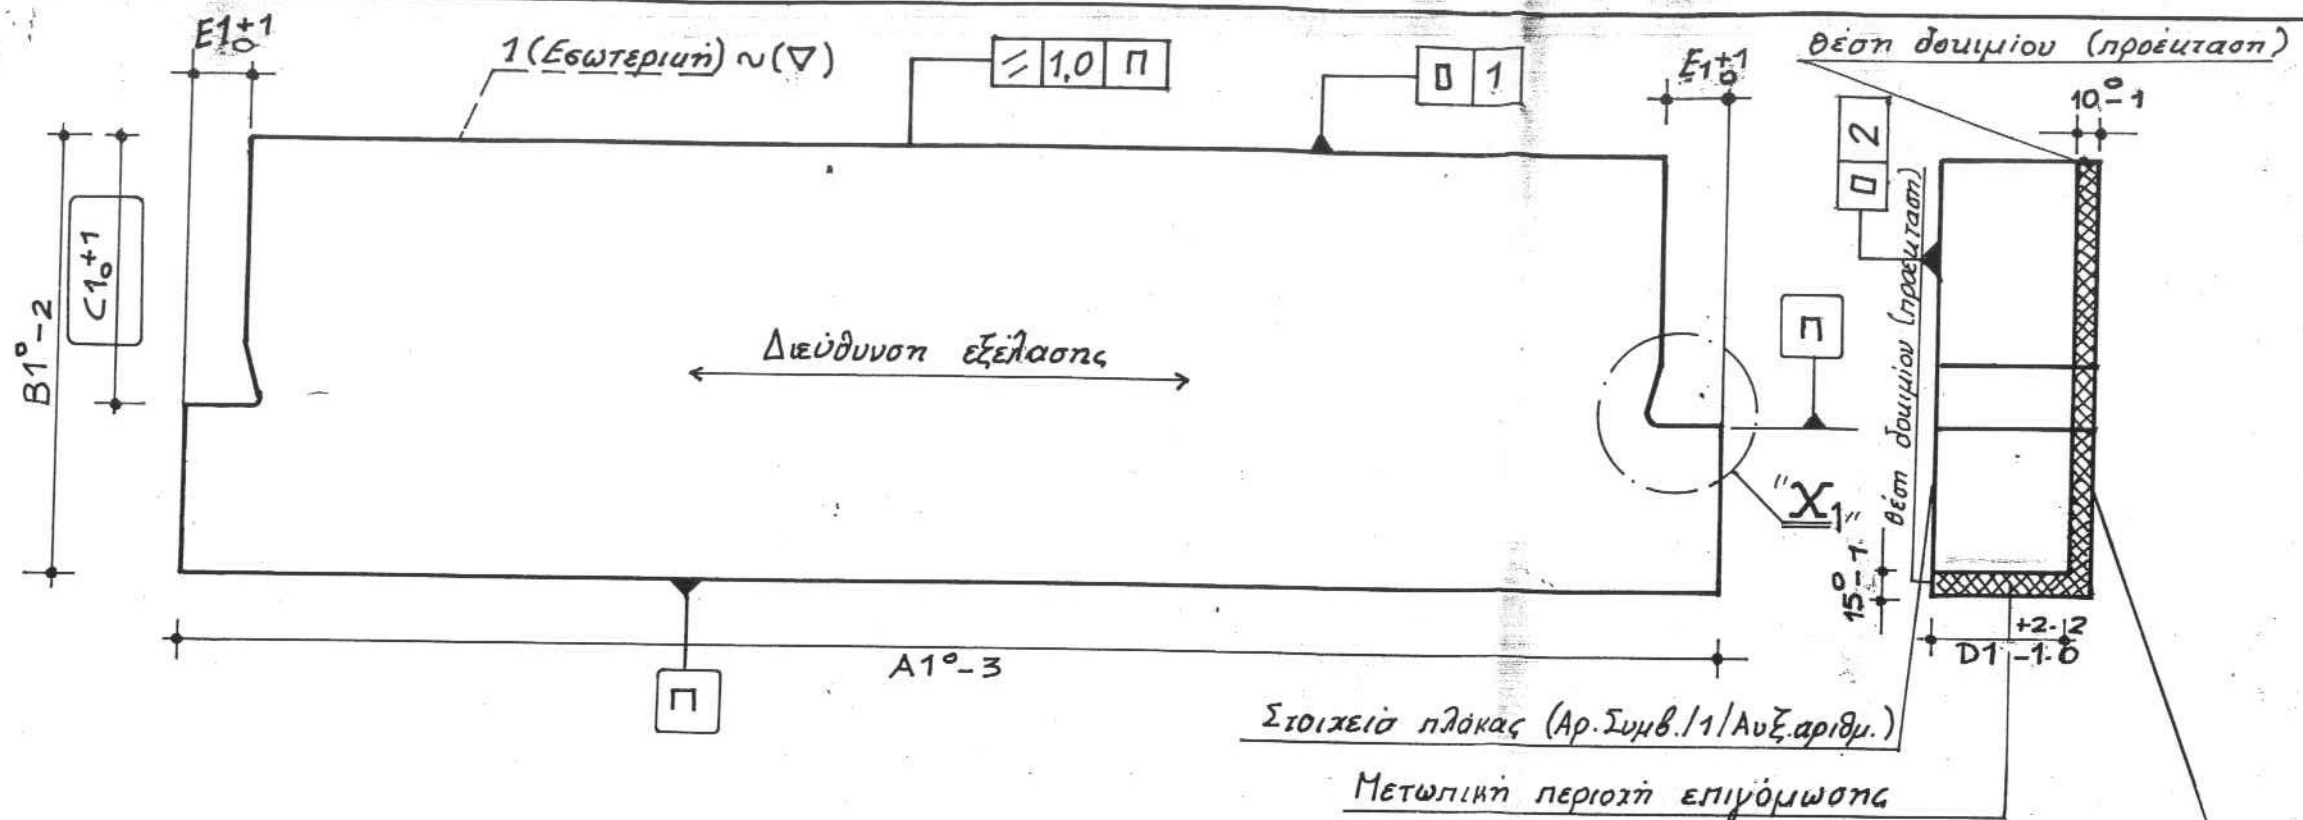 E1 +1 0
1 (Εσωτερική) ~(∇)
⫽ 1,0 Π
▯ 1
E1 +1 0
Θέση δοκιμίου (προέκταση)
10 0 -1
▯ 2
B1 0 -2
C1 +1 0
Διεύθυνση εξέλασης
Π
"X1"
Θέση δοκιμίου (προέκταση)
15 0 -1
D1 +2.2 -1.0
A1 0 -3
Π
Στοιχεία πλάκας (Αρ.Συμβ./1/Αυξ.αριθμ.)
Μετωπική περιοχή επιγόμωσης